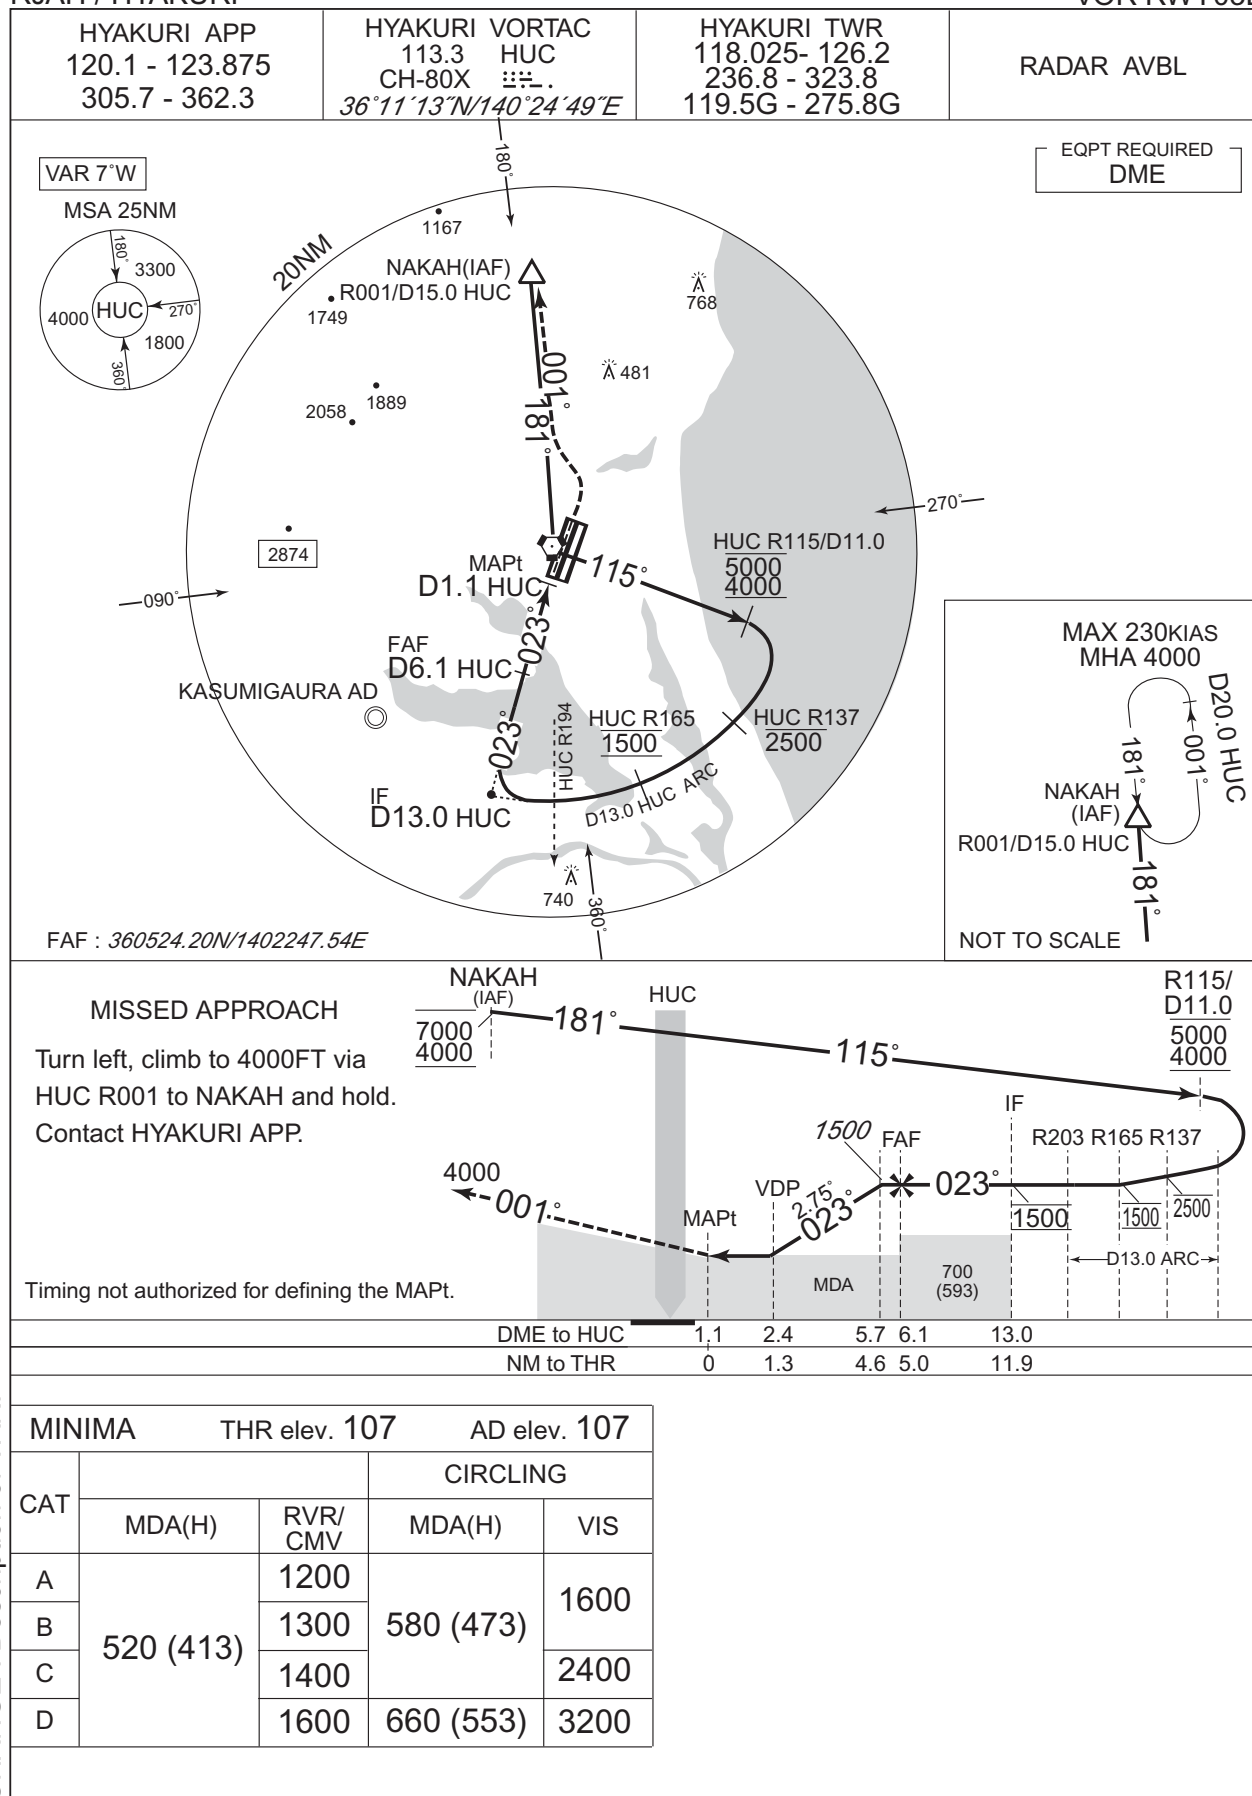 HYAKURI APP
120.1 - 123.875
305.7 - 362.3
HYAKURI VORTAC
113.3 HUC
CH-80X
36°11´13˝N/140°24´49˝E
HYAKURI TWR
118.025- 126.2
236.8 - 323.8
119.5G - 275.8G
RADAR AVBL
EQPT REQUIRED
DME
VAR 7°W
MSA 25NM
180°
3300
4000
HUC
270°
1800
360°
180°
20NM
1167
NAKAH(IAF)
R001/D15.0 HUC
768
1749
001°
481
181°
1889
2058
270°
2874
HUC R115/D11.0
5000
4000
MAPt
D1.1 HUC
115°
090°
023°
FAF
D6.1 HUC
KASUMIGAURA AD
HUC R194
HUC R165
1500
HUC R137
2500
023°
IF
D13.0 HUC
D13.0 HUC ARC
740
360°
FAF : 360524.20N/1402247.54E
MAX 230KIAS
MHA 4000
D20.0 HUC
181°
001°
NAKAH
(IAF)
R001/D15.0 HUC
181°
NOT TO SCALE
MISSED APPROACH
Turn left, climb to 4000FT via
HUC R001 to NAKAH and hold.
Contact HYAKURI APP.
NAKAH
(IAF)
7000
4000
181°
HUC
115°
R115/
D11.0
5000
4000
IF
1500
FAF
R203 R165 R137
4000
001°
VDP
2.75°
023°
023°
MAPt
1500
1500
2500
D13.0 ARC
MDA
700
(593)
Timing not authorized for defining the MAPt.
DME to HUC 1.1 2.4 5.7 6.1 13.0
NM to THR 0 1.3 4.6 5.0 11.9
MINIMA THR elev. 107 AD elev. 107
CAT
CIRCLING
MDA(H)
RVR/
CMV
MDA(H)
VIS
A
1200
1600
B
1300
520 (413)
580 (473)
C
1400
2400
D
1600
660 (553)
3200